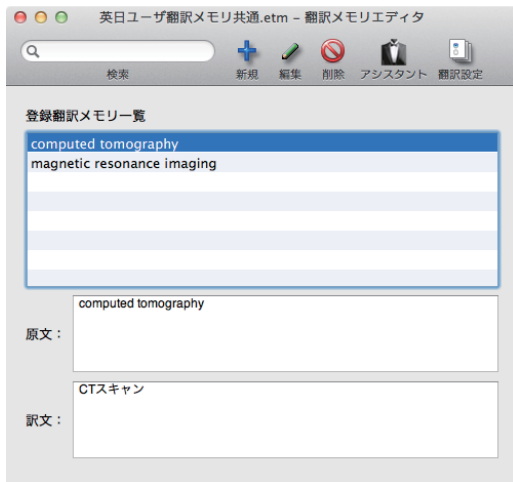 英日ユーザ翻訳メモリ共通.etm – 翻訳メモリエディタ
検索 新規 編集 削除 アシスタント 翻訳設定
登録翻訳メモリ一覧
computed tomography
magnetic resonance imaging
原文：
computed tomography
訳文：
CTスキャン